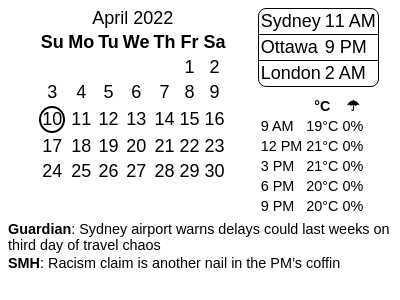 April 2022
Su Mo Tu We Th Fr Sa
1 2
3 4 5 6 7 8 9
10 11 12 13 14 15 16
17 18 19 20 21 22 23
24 25 26 27 28 29 30
Sydney 11 AM
Ottawa 9 PM
London 2 AM
°C ☂
9 AM 19°C 0%
12 PM 21°C 0%
3 PM 21°C 0%
6 PM 20°C 0%
9 PM 20°C 0%
Guardian: Sydney airport warns delays could last weeks on
third day of travel chaos
SMH: Racism claim is another nail in the PM's coffin